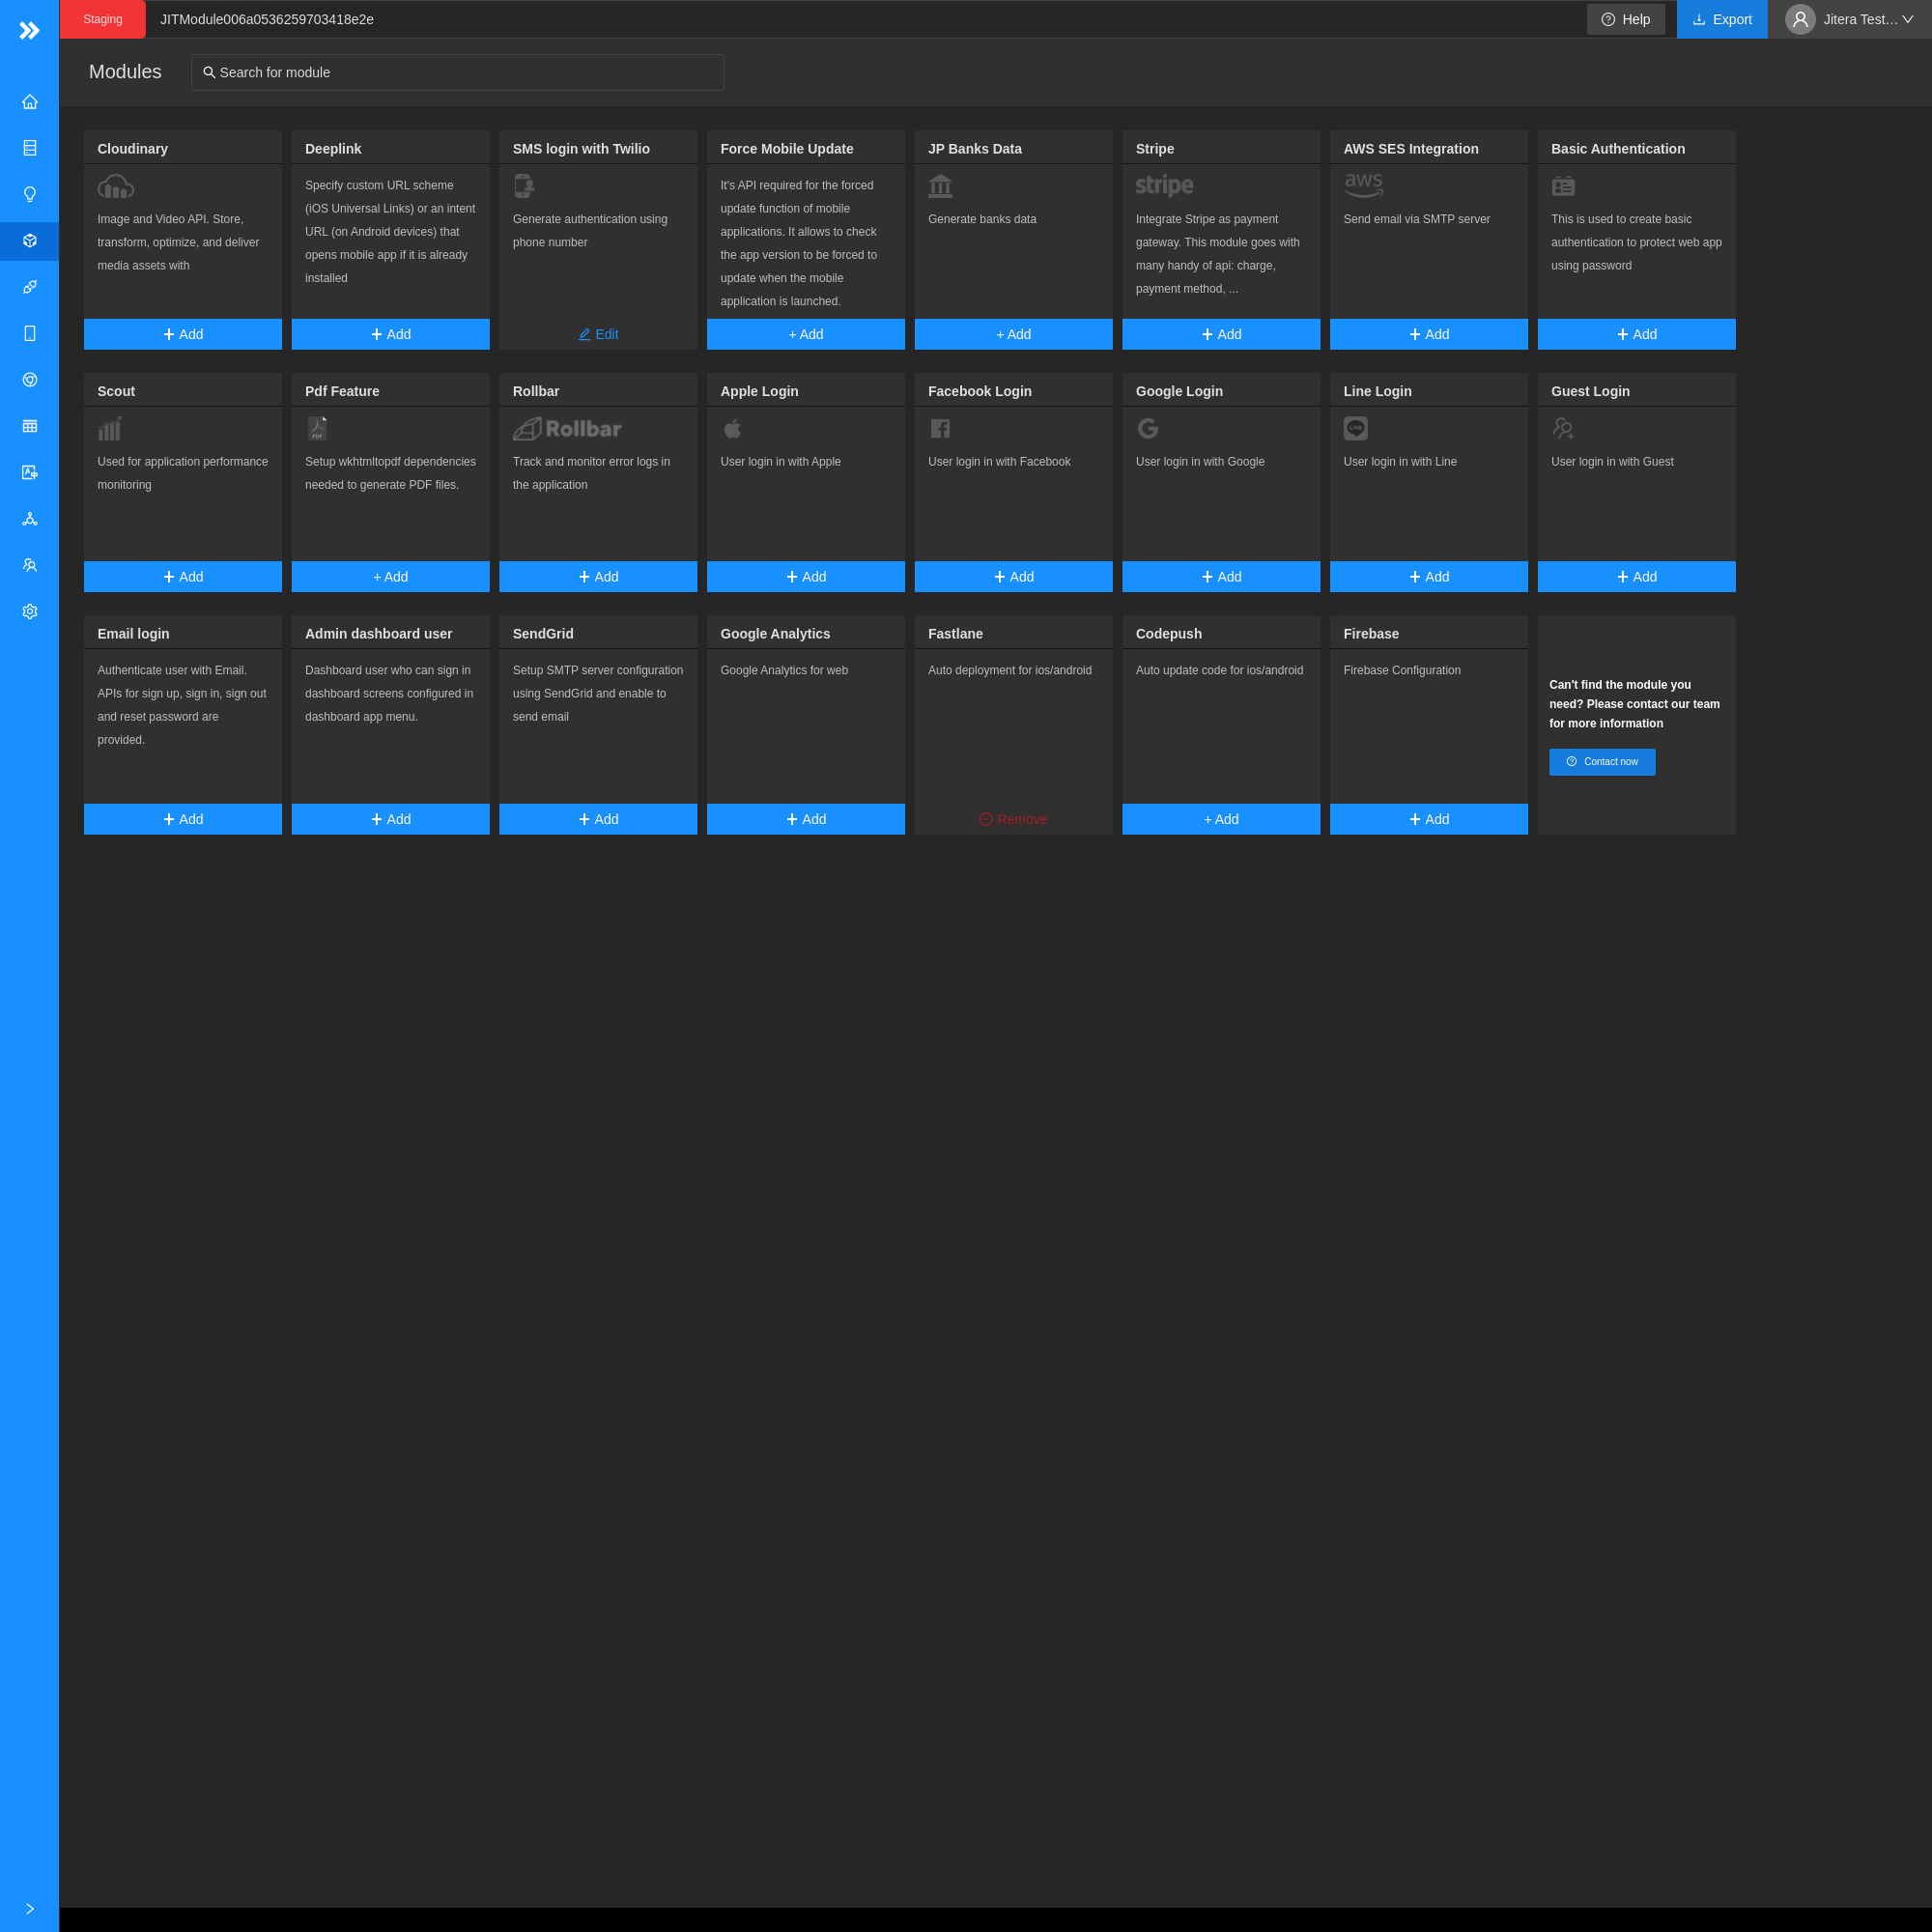 Staging
JITModule006a0536259703418e2e
Help
Export
Jitera Test…
Modules
Search for module
Cloudinary
Image and Video API. Store,
transform, optimize, and deliver
media assets with
Add
Deeplink
Specify custom URL scheme
(iOS Universal Links) or an intent
URL (on Android devices) that
opens mobile app if it is already
installed
Add
SMS login with Twilio
Generate authentication using
phone number
Edit
Force Mobile Update
It's API required for the forced
update function of mobile
applications. It allows to check
the app version to be forced to
update when the mobile
application is launched.
+ Add
JP Banks Data
Generate banks data
+ Add
Stripe
stripe
Integrate Stripe as payment
gateway. This module goes with
many handy of api: charge,
payment method, ...
Add
AWS SES Integration
aws
Send email via SMTP server
Add
Basic Authentication
This is used to create basic
authentication to protect web app
using password
Add
Scout
Used for application performance
monitoring
Add
Pdf Feature
PDF
Setup wkhtmltopdf dependencies
needed to generate PDF files.
+ Add
Rollbar
Rollbar
Track and monitor error logs in
the application
Add
Apple Login
User login in with Apple
Add
Facebook Login
User login in with Facebook
Add
Google Login
User login in with Google
Add
Line Login
LINE
User login in with Line
Add
Guest Login
User login in with Guest
Add
Email login
Authenticate user with Email.
APIs for sign up, sign in, sign out
and reset password are
provided.
Add
Admin dashboard user
Dashboard user who can sign in
dashboard screens configured in
dashboard app menu.
Add
SendGrid
Setup SMTP server configuration
using SendGrid and enable to
send email
Add
Google Analytics
Google Analytics for web
Add
Fastlane
Auto deployment for ios/android
Remove
Codepush
Auto update code for ios/android
+ Add
Firebase
Firebase Configuration
Add
Can't find the module you
need? Please contact our team
for more information
Contact now